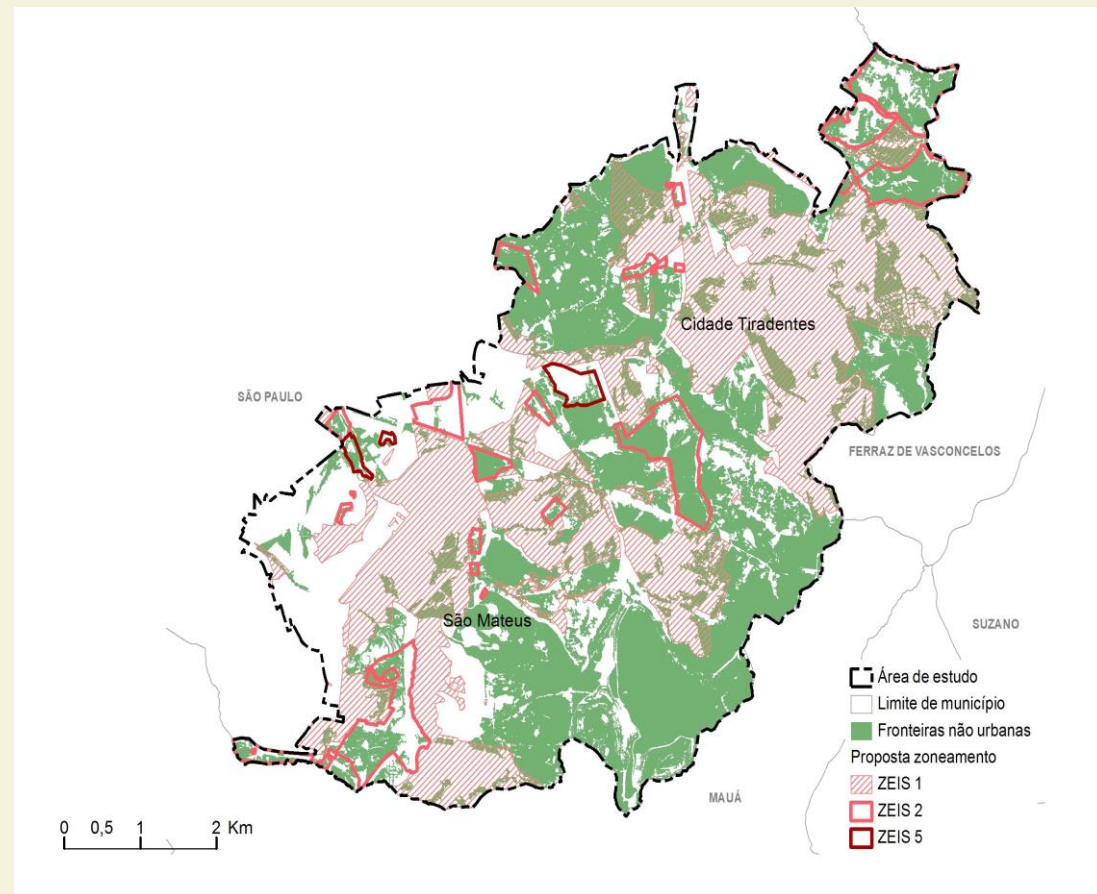 Cidade Tiradentes
SÃO PAULO
FERRAZ DE VASCONCELOS
São Mateus
SUZANO
MAUÁ
Área de estudo
Limite de município
Fronteiras não urbanas
Proposta zoneamento
ZEIS 1
ZEIS 2
ZEIS 5
0 0,5 1 2 Km